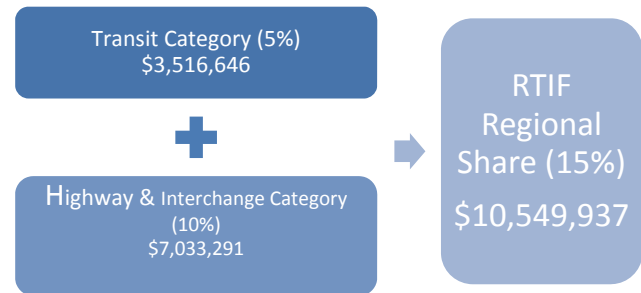 Transit Category (5%)
$3,516,646
Highway & Interchange Category
(10%)
$7,033,291
RTIF
Regional
Share (15%)
$10,549,937